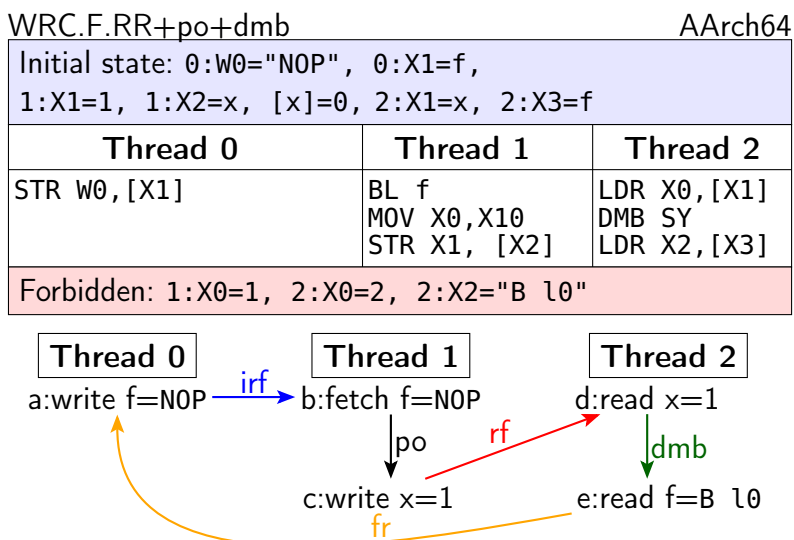 WRC.F.RR+po+dmb AArch64
Initial state: 0:W0="NOP", 0:X1=f,
1:X1=1, 1:X2=x, [x]=0, 2:X1=x, 2:X3=f
Thread 0 Thread 1 Thread 2
STR W0,[X1] BL f LDR X0,[X1]
MOV X0,X10 DMB SY
STR X1, [X2] LDR X2,[X3]
Forbidden: 1:X0=1, 2:X0=2, 2:X2="B l0"
Thread 0 Thread 1 Thread 2
a:write f=NOP irf b:fetch f=NOP d:read x=1
po rf dmb
c:write x=1 e:read f=B l0
fr